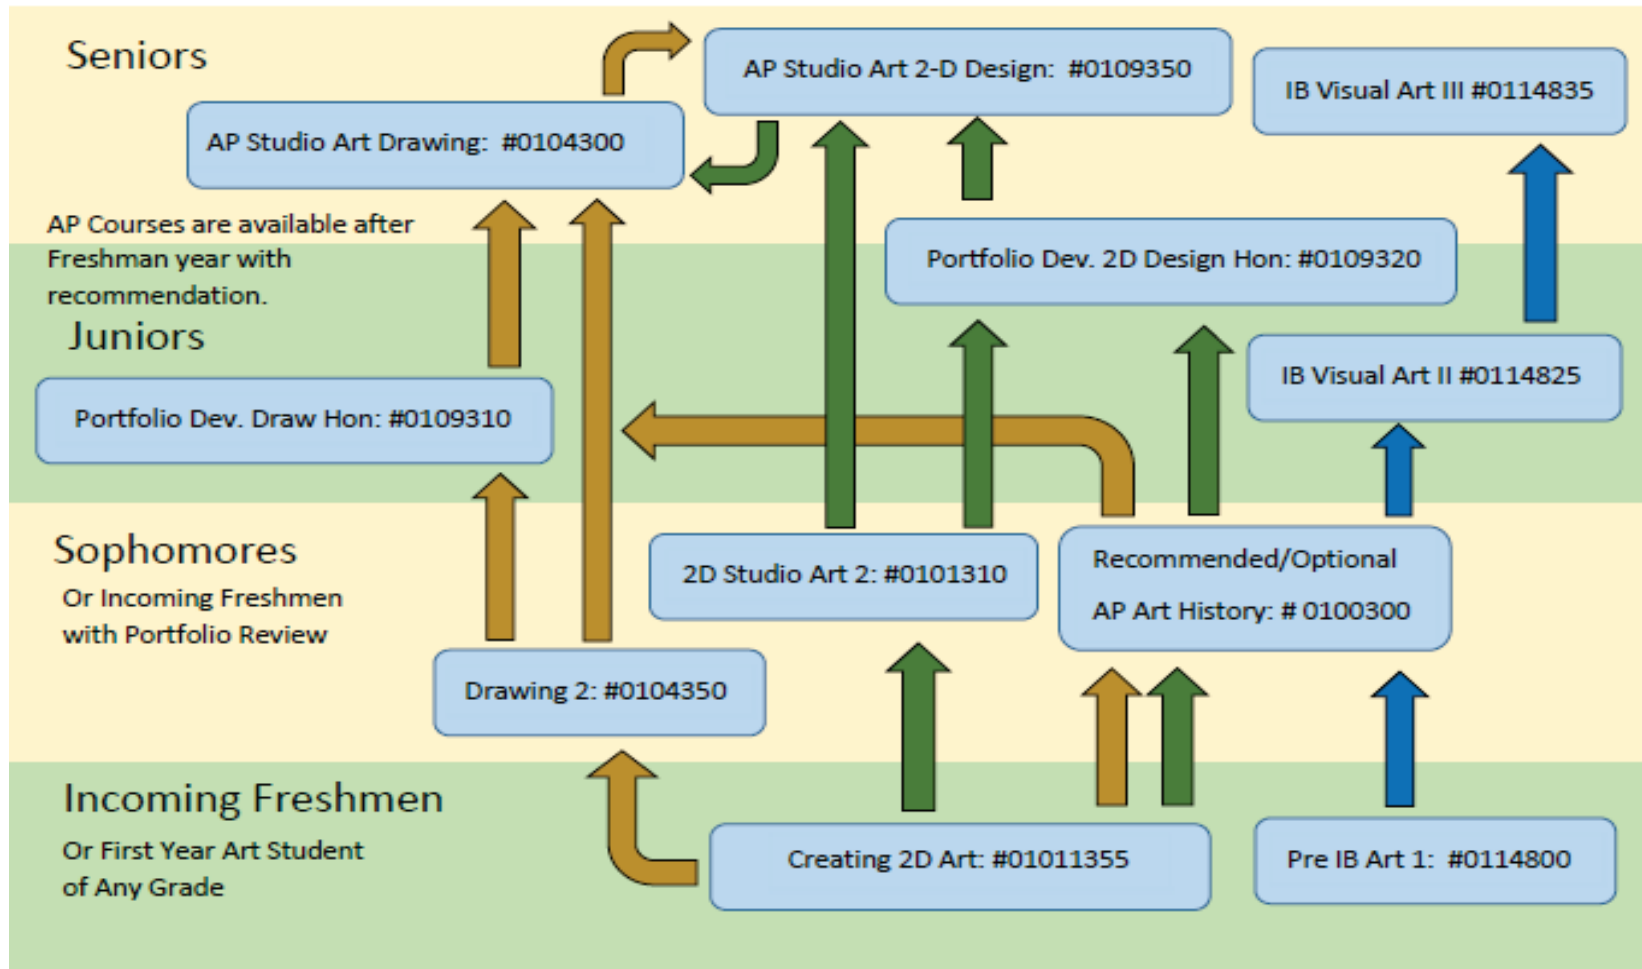 Seniors
AP Studio Art 2-D Design:  #0109350
IB Visual Art III #0114835
AP Studio Art Drawing:  #0104300
AP Courses are available after
Freshman year with
recommendation.
Portfolio Dev. 2D Design Hon: #0109320
Juniors
IB Visual Art II #0114825
Portfolio Dev. Draw Hon: #0109310
Sophomores
Or Incoming Freshmen
with Portfolio Review
2D Studio Art 2: #0101310
Recommended/Optional
AP Art History: # 0100300
Drawing 2: #0104350
Incoming Freshmen
Or First Year Art Student
of Any Grade
Creating 2D Art: #01011355
Pre IB Art 1:  #0114800